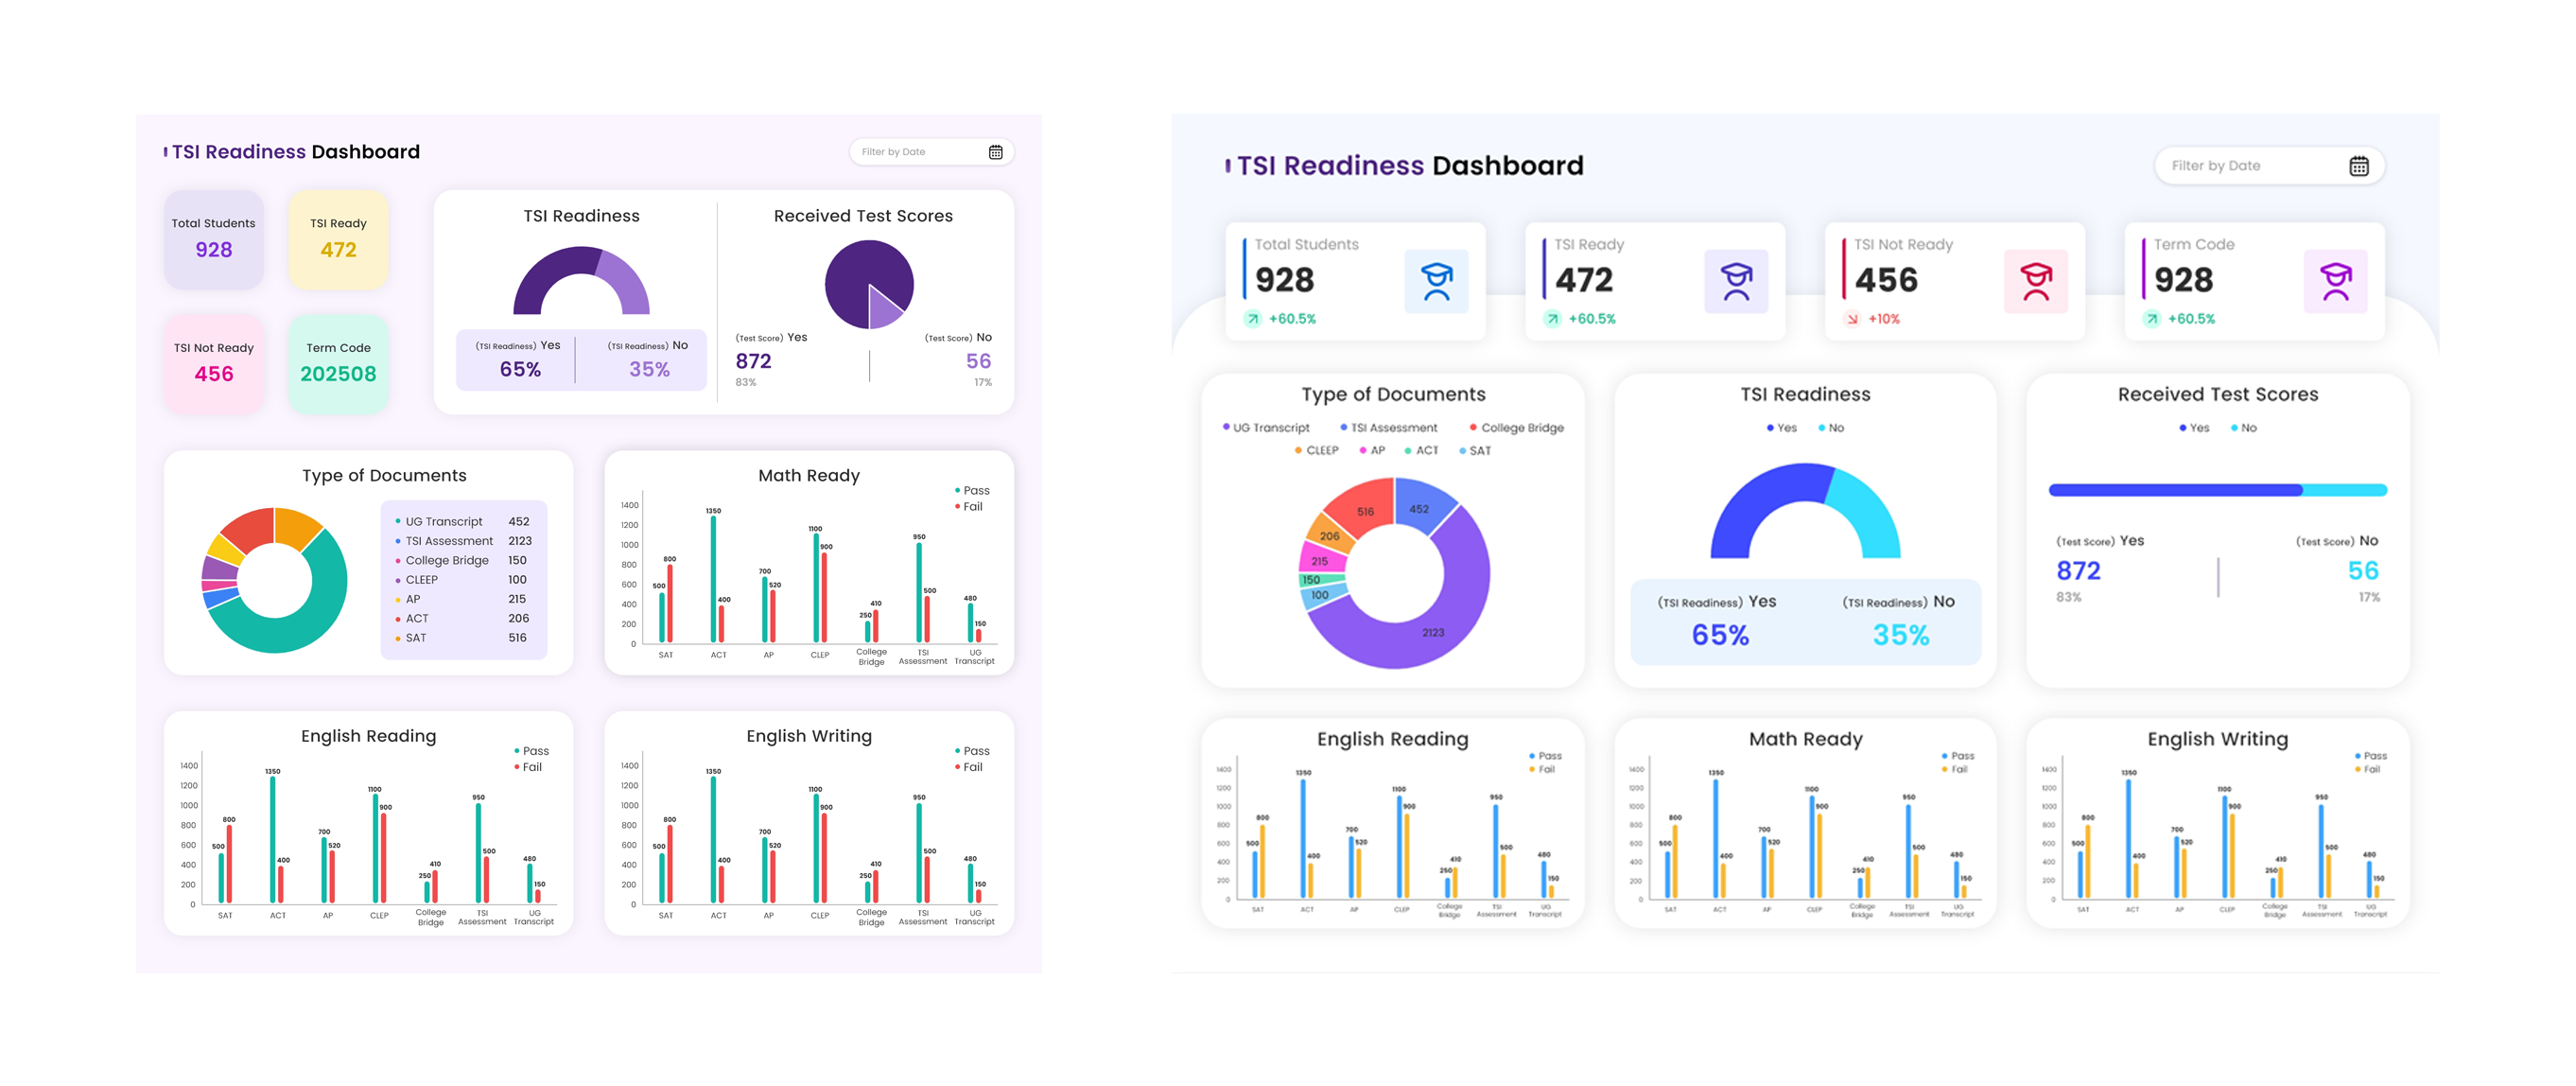 TSI Readiness Dashboard
Filter by Date
Total Students
928
TSI Ready
472
TSI Not Ready
456
Term Code
202508
TSI Readiness
(TSI Readiness) Yes
65%
(TSI Readiness) No
35%
Received Test Scores
(Test Score) Yes
872
83%
(Test Score) No
56
17%
Type of Documents
UG Transcript 452
TSI Assessment 2123
College Bridge 150
CLEEP 100
AP 215
ACT 206
SAT 516
Math Ready
Pass
Fail
1400
1200
1000
800
600
400
200
0
500 800
1350 400
700 520
1100 900
250 410
950 500
480 150
SAT ACT AP CLEP College Bridge TSI Assessment UG Transcript
English Reading
Pass
Fail
1400
1200
1000
800
600
400
200
0
500 800
1350 400
700 520
1100 900
250 410
950 500
480 150
SAT ACT AP CLEP College Bridge TSI Assessment UG Transcript
English Writing
Pass
Fail
1400
1200
1000
800
600
400
200
0
500 800
1350 400
700 520
1100 900
250 410
950 500
480 150
SAT ACT AP CLEP College Bridge TSI Assessment UG Transcript
TSI Readiness Dashboard
Filter by Date
Total Students
928
+60.5%
TSI Ready
472
+60.5%
TSI Not Ready
456
+10%
Term Code
928
+60.5%
Type of Documents
UG Transcript TSI Assessment College Bridge
CLEEP AP ACT SAT
516
452
206
215
150
100
2123
TSI Readiness
Yes No
(TSI Readiness) Yes
65%
(TSI Readiness) No
35%
Received Test Scores
Yes No
(Test Score) Yes
872
83%
(Test Score) No
56
17%
English Reading
Pass
Fail
1400
1200
1000
800
600
400
200
0
500 800
1350 400
700 520
1100 900
250 410
950 500
480 150
SAT ACT AP CLEP College Bridge TSI Assessment UG Transcript
Math Ready
Pass
Fail
1400
1200
1000
800
600
400
200
0
500 800
1350 400
700 520
1100 900
250 410
950 500
480 150
SAT ACT AP CLEP College Bridge TSI Assessment UG Transcript
English Writing
Pass
Fail
1400
1200
1000
800
600
400
200
0
500 800
1350 400
700 520
1100 900
250 410
950 500
480 150
SAT ACT AP CLEP College Bridge TSI Assessment UG Transcript